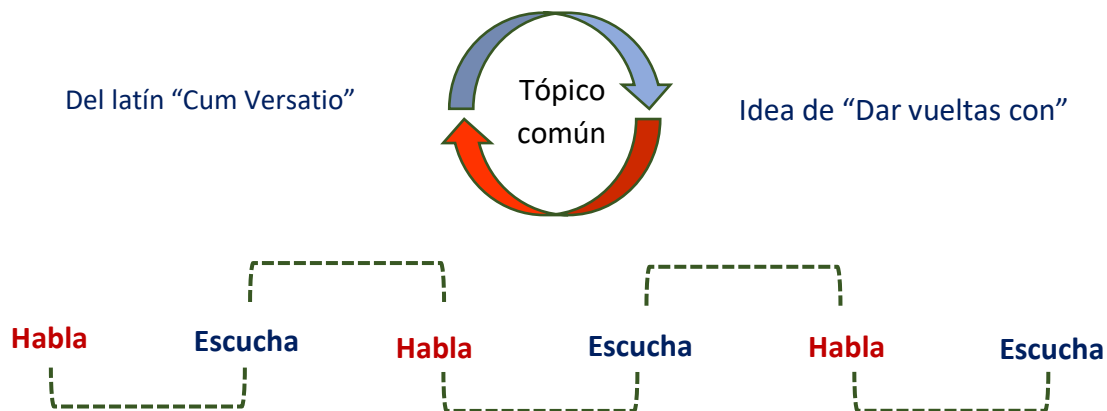 Del latín “Cum Versatio”
Tópico
común
Idea de “Dar vueltas con”
Habla
Escucha
Habla
Escucha
Habla
Escucha